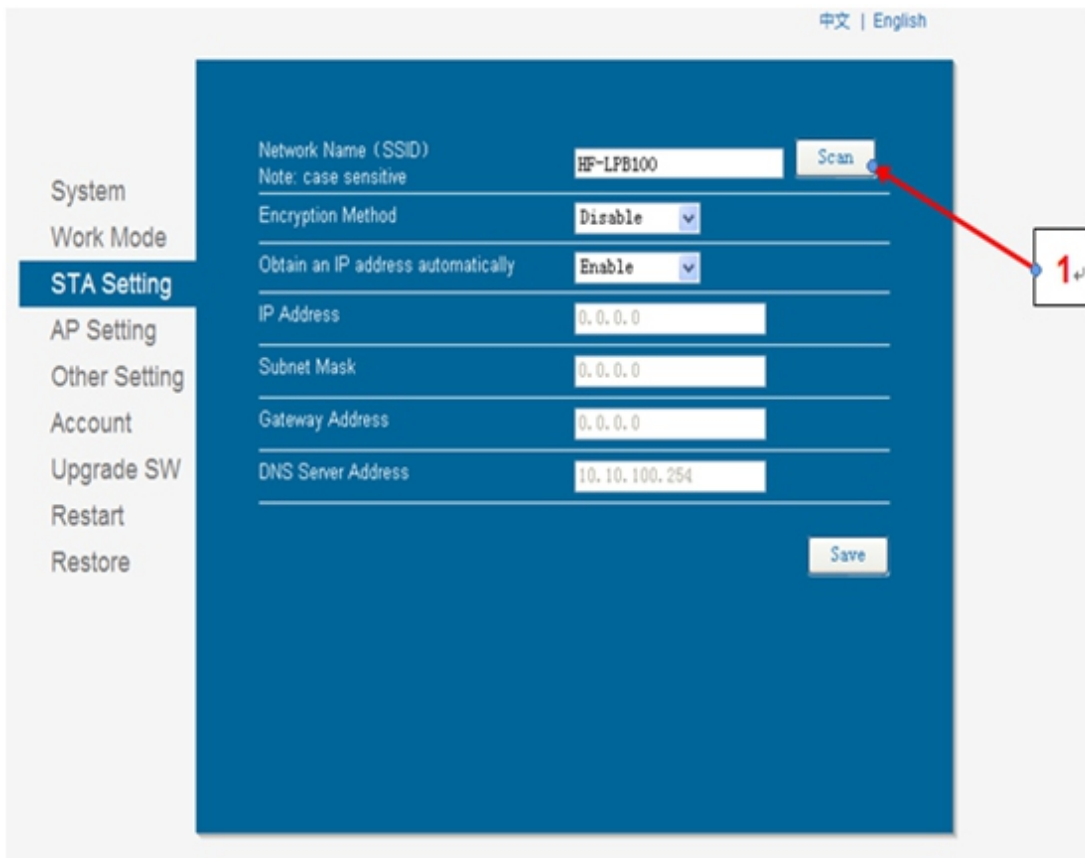 中文 | English
System
Work Mode
STA Setting
AP Setting
Other Setting
Account
Upgrade SW
Restart
Restore
Network Name（SSID）
Note: case sensitive
HF-LPB100
Scan
Encryption Method
Disable
Obtain an IP address automatically
Enable
IP Address
0.0.0.0
Subnet Mask
0.0.0.0
Gateway Address
0.0.0.0
DNS Server Address
10.10.100.254
Save
1